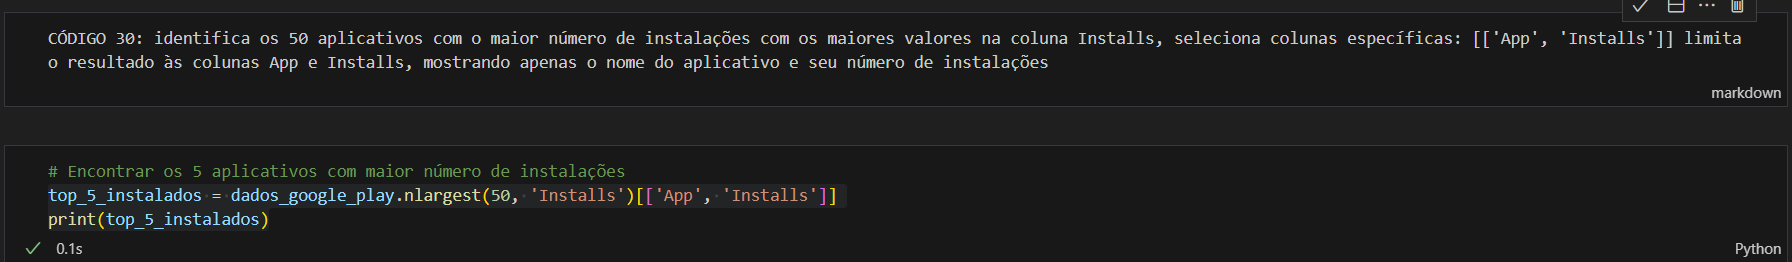 CÓDIGO 30: identifica os 50 aplicativos com o maior número de instalações com os maiores valores na coluna Installs, seleciona colunas específicas: [['App', 'Installs']] limita
o resultado às colunas App e Installs, mostrando apenas o nome do aplicativo e seu número de instalações
markdown
# Encontrar os 5 aplicativos com maior número de instalações
top_5_instalados = dados_google_play.nlargest(50, 'Installs')[['App', 'Installs']]
print(top_5_instalados)
0.1s
Python